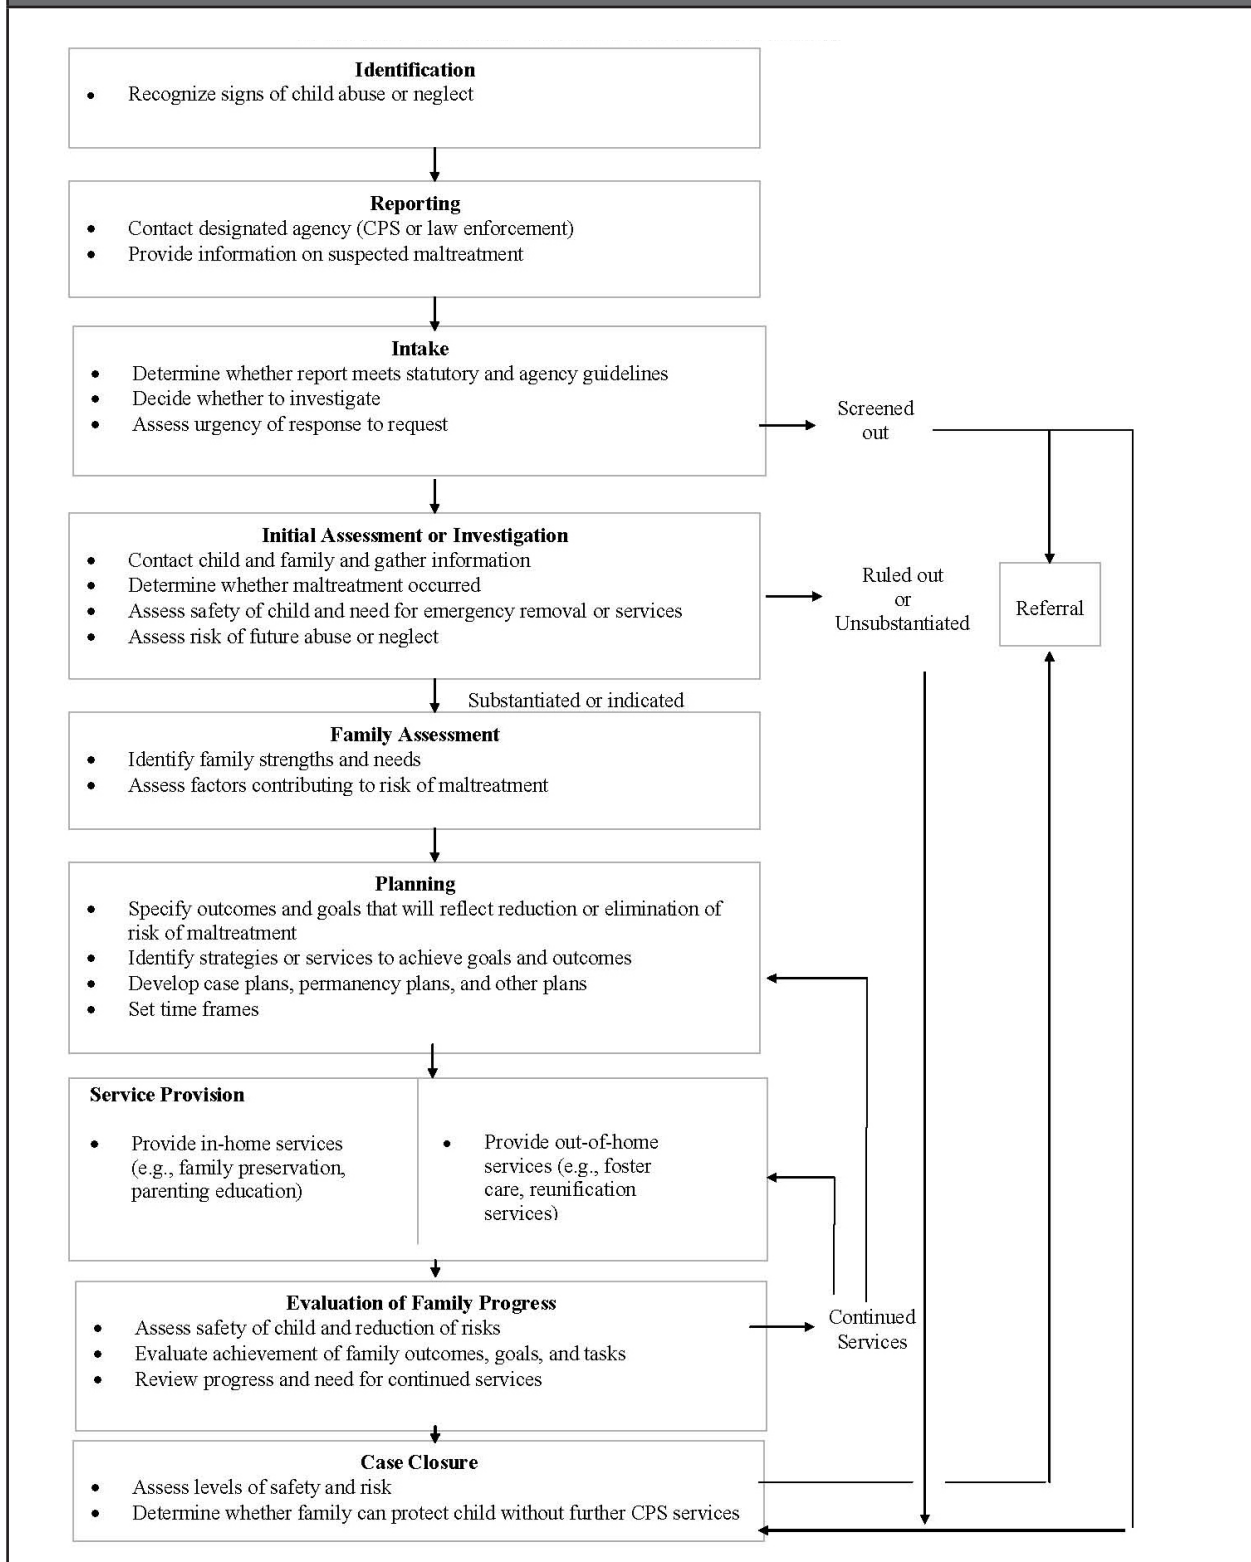 Identification
• Recognize signs of child abuse or neglect
Reporting
• Contact designated agency (CPS or law enforcement)
• Provide information on suspected maltreatment
Intake
• Determine whether report meets statutory and agency guidelines
• Decide whether to investigate
• Assess urgency of response to request
Screened
out
Initial Assessment or Investigation
• Contact child and family and gather information
• Determine whether maltreatment occurred
• Assess safety of child and need for emergency removal or services
• Assess risk of future abuse or neglect
Ruled out
or
Unsubstantiated
Referral
Substantiated or indicated
Family Assessment
• Identify family strengths and needs
• Assess factors contributing to risk of maltreatment
Planning
• Specify outcomes and goals that will reflect reduction or elimination of
risk of maltreatment
• Identify strategies or services to achieve goals and outcomes
• Develop case plans, permanency plans, and other plans
• Set time frames
Service Provision
• Provide in-home services
(e.g., family preservation,
parenting education)
• Provide out-of-home
services (e.g., foster
care, reunification
services)
Evaluation of Family Progress
• Assess safety of child and reduction of risks
• Evaluate achievement of family outcomes, goals, and tasks
• Review progress and need for continued services
Continued
Services
Case Closure
• Assess levels of safety and risk
• Determine whether family can protect child without further CPS services